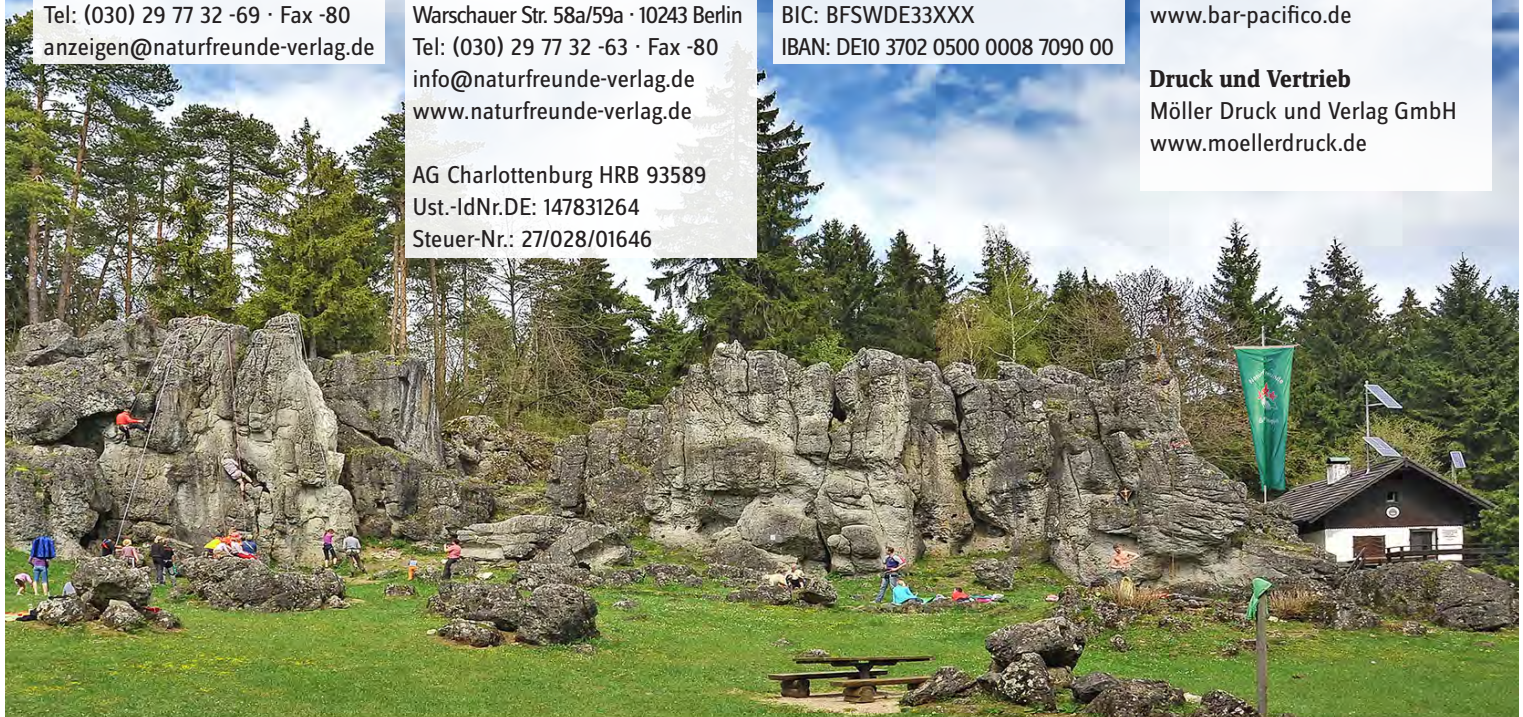 Tel: (030) 29 77 32 -69 · Fax -80
anzeigen@naturfreunde-verlag.de
Warschauer Str. 58a/59a · 10243 Berlin
Tel: (030) 29 77 32 -63 · Fax -80
info@naturfreunde-verlag.de
www.naturfreunde-verlag.de
AG Charlottenburg HRB 93589
Ust.-IdNr.DE: 147831264
Steuer-Nr.: 27/028/01646
BIC: BFSWDE33XXX
IBAN: DE10 3702 0500 0008 7090 00
www.bar-pacifico.de
Druck und Vertrieb
Möller Druck und Verlag GmbH
www.moellerdruck.de